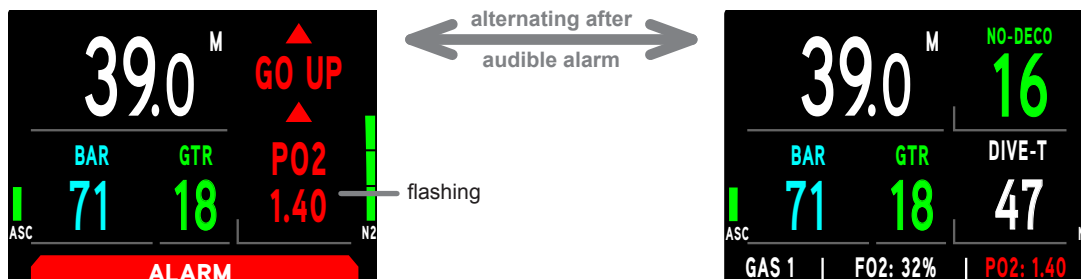 39.0 M
GO UP
BAR
71
GTR
18
PO2
1.40
ASC
N2
ALARM
alternating after
audible alarm
flashing
39.0 M
NO-DECO
16
BAR
71
GTR
18
DIVE-T
47
ASC
N
GAS 1 | FO2: 32% | PO2: 1.40